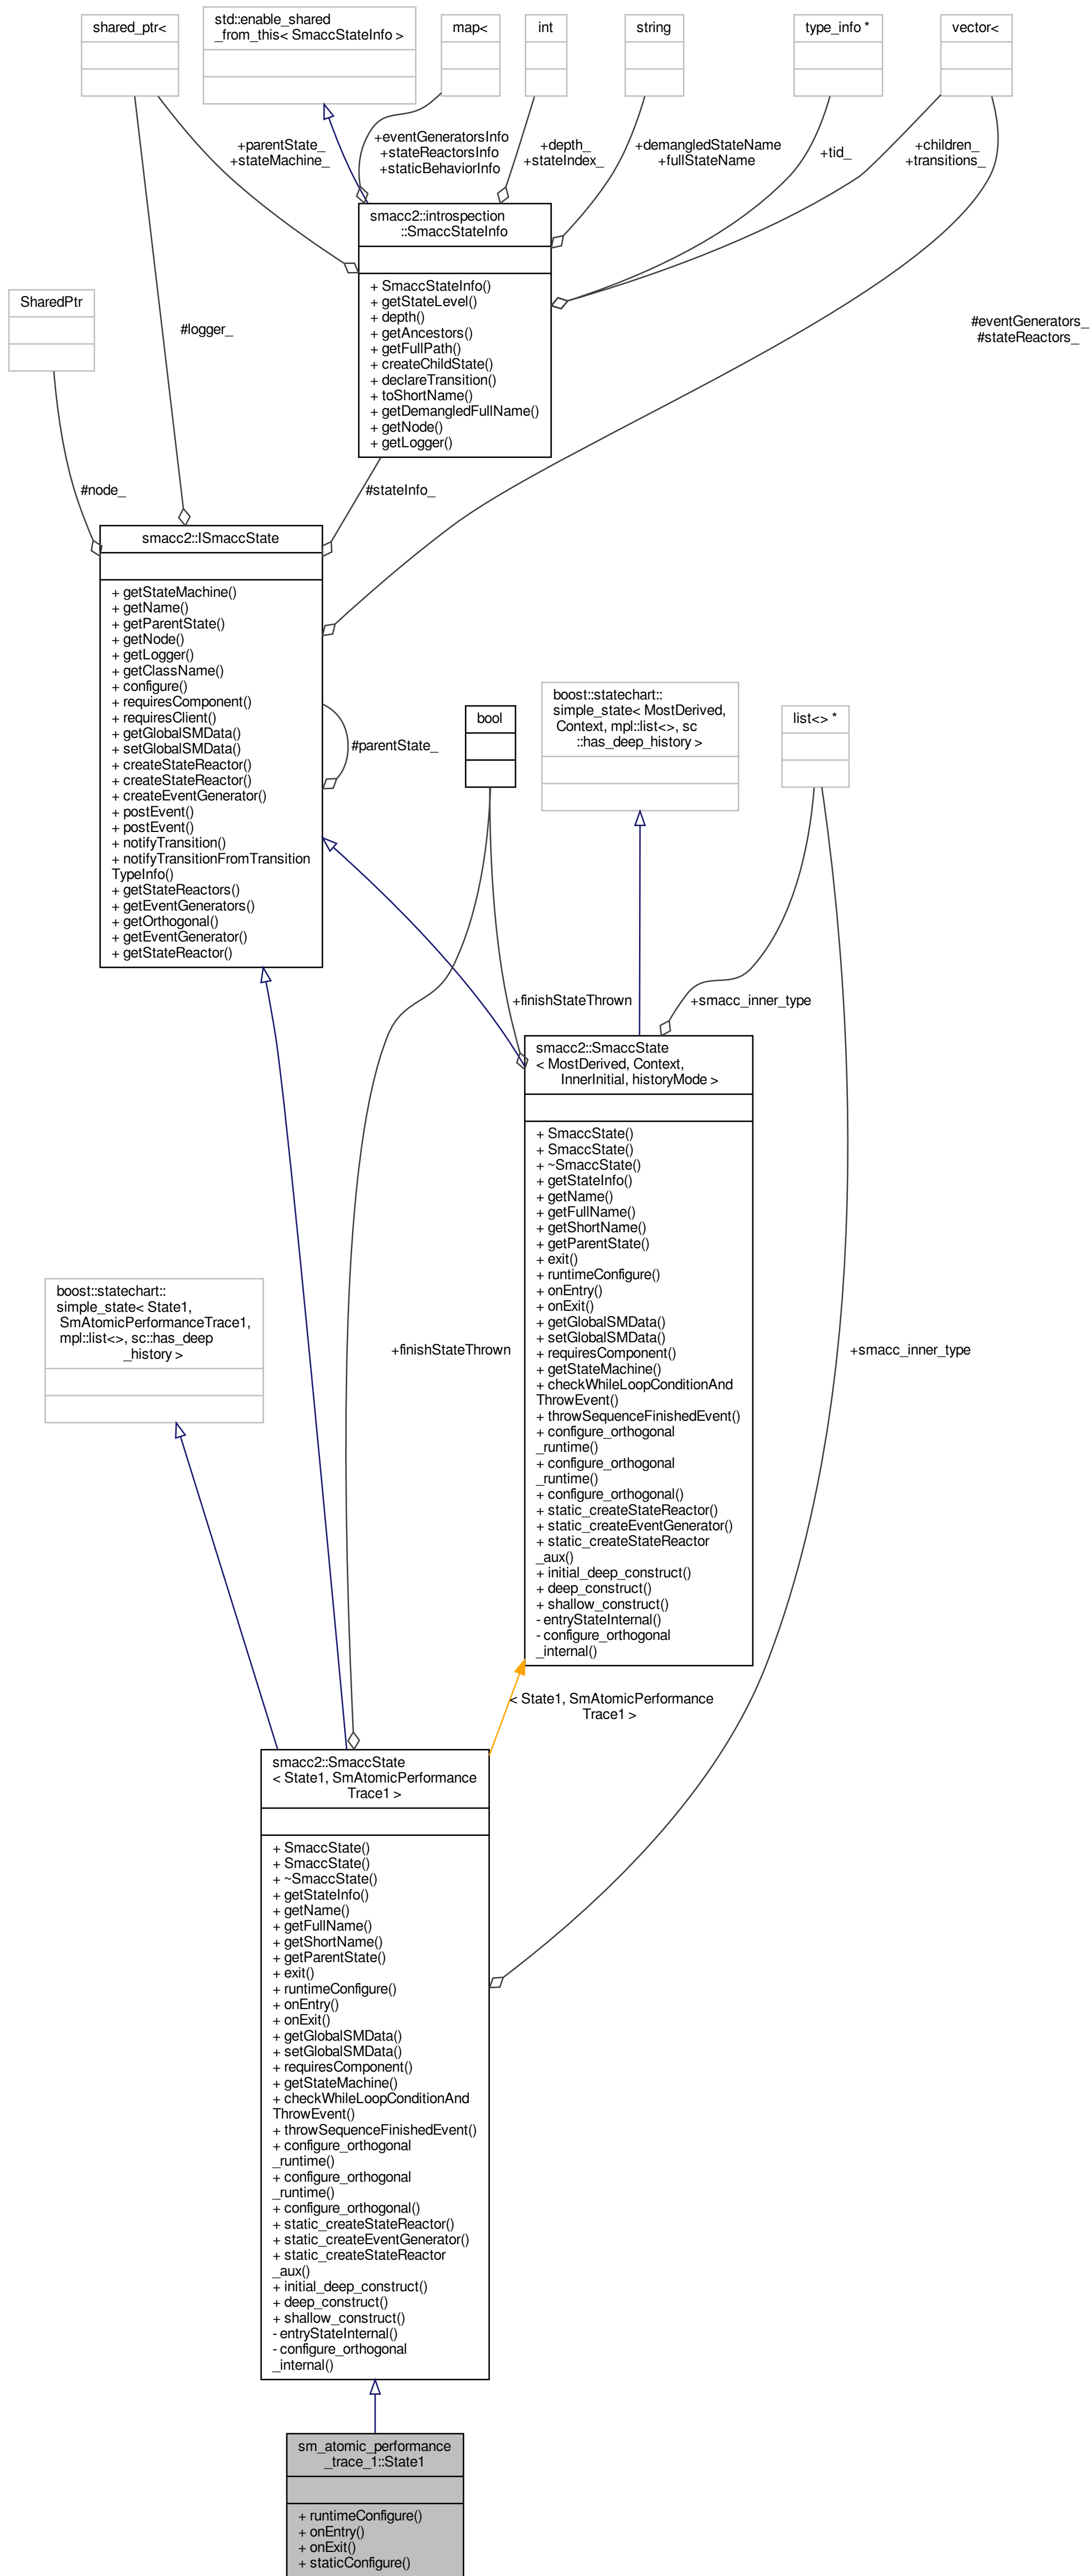 shared_ptr<
std::enable_shared
_from_this< SmaccStateInfo >
map<
int
string
type_info *
vector<
+parentState_
+stateMachine_
+eventGeneratorsInfo
+stateReactorsInfo
+staticBehaviorInfo
+depth_
+stateIndex_
+demangledStateName
+fullStateName
+tid_
+children_
+transitions_
smacc2::introspection
::SmaccStateInfo
+ SmaccStateInfo()
+ getStateLevel()
+ depth()
+ getAncestors()
+ getFullPath()
+ createChildState()
+ declareTransition()
+ toShortName()
+ getDemangledFullName()
+ getNode()
+ getLogger()
SharedPtr
#logger_
#eventGenerators_
#stateReactors_
#node_
#stateInfo_
smacc2::ISmaccState
+ getStateMachine()
+ getName()
+ getParentState()
+ getNode()
+ getLogger()
+ getClassName()
+ configure()
+ requiresComponent()
+ requiresClient()
+ getGlobalSMData()
+ setGlobalSMData()
+ createStateReactor()
+ createStateReactor()
+ createEventGenerator()
+ postEvent()
+ postEvent()
+ notifyTransition()
+ notifyTransitionFromTransition
TypeInfo()
+ getStateReactors()
+ getEventGenerators()
+ getOrthogonal()
+ getEventGenerator()
+ getStateReactor()
#parentState_
bool
boost::statechart::
simple_state< MostDerived,
Context, mpl::list<>, sc
::has_deep_history >
list<> *
+finishStateThrown
+smacc_inner_type
smacc2::SmaccState
< MostDerived, Context,
InnerInitial, historyMode >
+ SmaccState()
+ SmaccState()
+ ~SmaccState()
+ getStateInfo()
+ getName()
+ getFullName()
+ getShortName()
+ getParentState()
+ exit()
+ runtimeConfigure()
+ onEntry()
+ onExit()
+ getGlobalSMData()
+ setGlobalSMData()
+ requiresComponent()
+ getStateMachine()
+ checkWhileLoopConditionAnd
ThrowEvent()
+ throwSequenceFinishedEvent()
+ configure_orthogonal
_runtime()
+ configure_orthogonal
_runtime()
+ configure_orthogonal()
+ static_createStateReactor()
+ static_createEventGenerator()
+ static_createStateReactor
_aux()
+ initial_deep_construct()
+ deep_construct()
+ shallow_construct()
- entryStateInternal()
- configure_orthogonal
_internal()
boost::statechart::
simple_state< State1,
SmAtomicPerformanceTrace1,
mpl::list<>, sc::has_deep
_history >
+finishStateThrown
+smacc_inner_type
< State1, SmAtomicPerformance
Trace1 >
smacc2::SmaccState
< State1, SmAtomicPerformance
Trace1 >
+ SmaccState()
+ SmaccState()
+ ~SmaccState()
+ getStateInfo()
+ getName()
+ getFullName()
+ getShortName()
+ getParentState()
+ exit()
+ runtimeConfigure()
+ onEntry()
+ onExit()
+ getGlobalSMData()
+ setGlobalSMData()
+ requiresComponent()
+ getStateMachine()
+ checkWhileLoopConditionAnd
ThrowEvent()
+ throwSequenceFinishedEvent()
+ configure_orthogonal
_runtime()
+ configure_orthogonal
_runtime()
+ configure_orthogonal()
+ static_createStateReactor()
+ static_createEventGenerator()
+ static_createStateReactor
_aux()
+ initial_deep_construct()
+ deep_construct()
+ shallow_construct()
- entryStateInternal()
- configure_orthogonal
_internal()
sm_atomic_performance
_trace_1::State1
+ runtimeConfigure()
+ onEntry()
+ onExit()
+ staticConfigure()